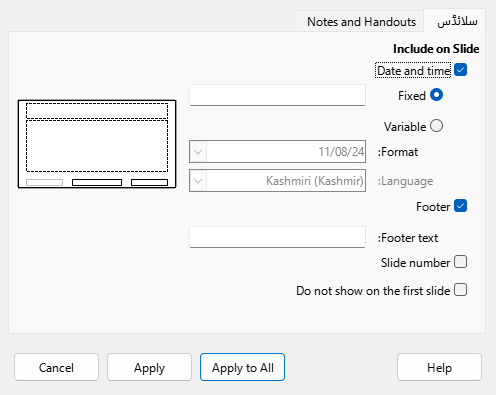 سلائڈس
Notes and Handouts
Include on Slide
Date and time
Fixed
Variable
Format:
11/08/24
Language:
Kashmiri (Kashmir)
Footer
Footer text:
Slide number
Do not show on the first slide
Help
Apply to All
Apply
Cancel